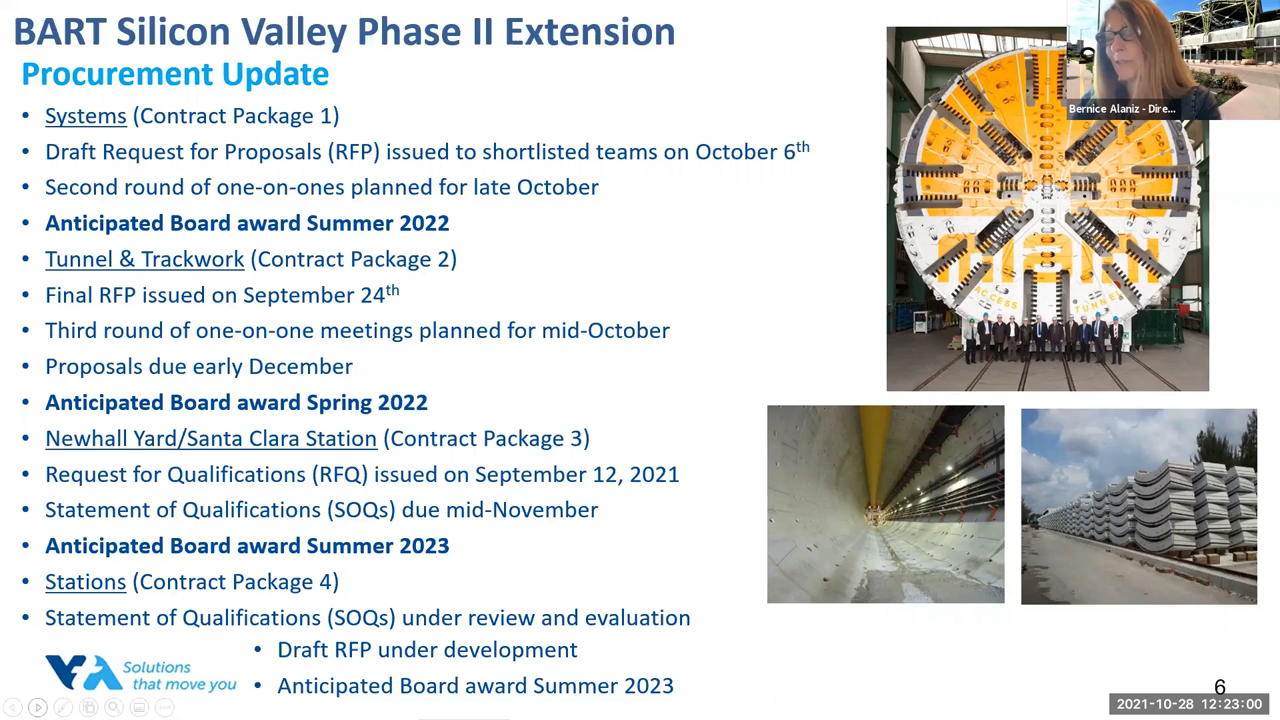 BART Silicon Valley Phase II Extension
Procurement Update
• Systems (Contract Package 1)
• Draft Request for Proposals (RFP) issued to shortlisted teams on October 6th
• Second round of one-on-ones planned for late October
• Anticipated Board award Summer 2022
• Tunnel & Trackwork (Contract Package 2)
• Final RFP issued on September 24th
• Third round of one-on-one meetings planned for mid-October
• Proposals due early December
• Anticipated Board award Spring 2022
• Newhall Yard/Santa Clara Station (Contract Package 3)
• Request for Qualifications (RFQ) issued on September 12, 2021
• Statement of Qualifications (SOQs) due mid-November
• Anticipated Board award Summer 2023
• Stations (Contract Package 4)
• Statement of Qualifications (SOQs) under review and evaluation
• Draft RFP under development
• Anticipated Board award Summer 2023
VTA Solutions
that move you
Bernice Alaniz - Dire...
ACCESS TUNNEL
6
2021-10-28 12:23:00